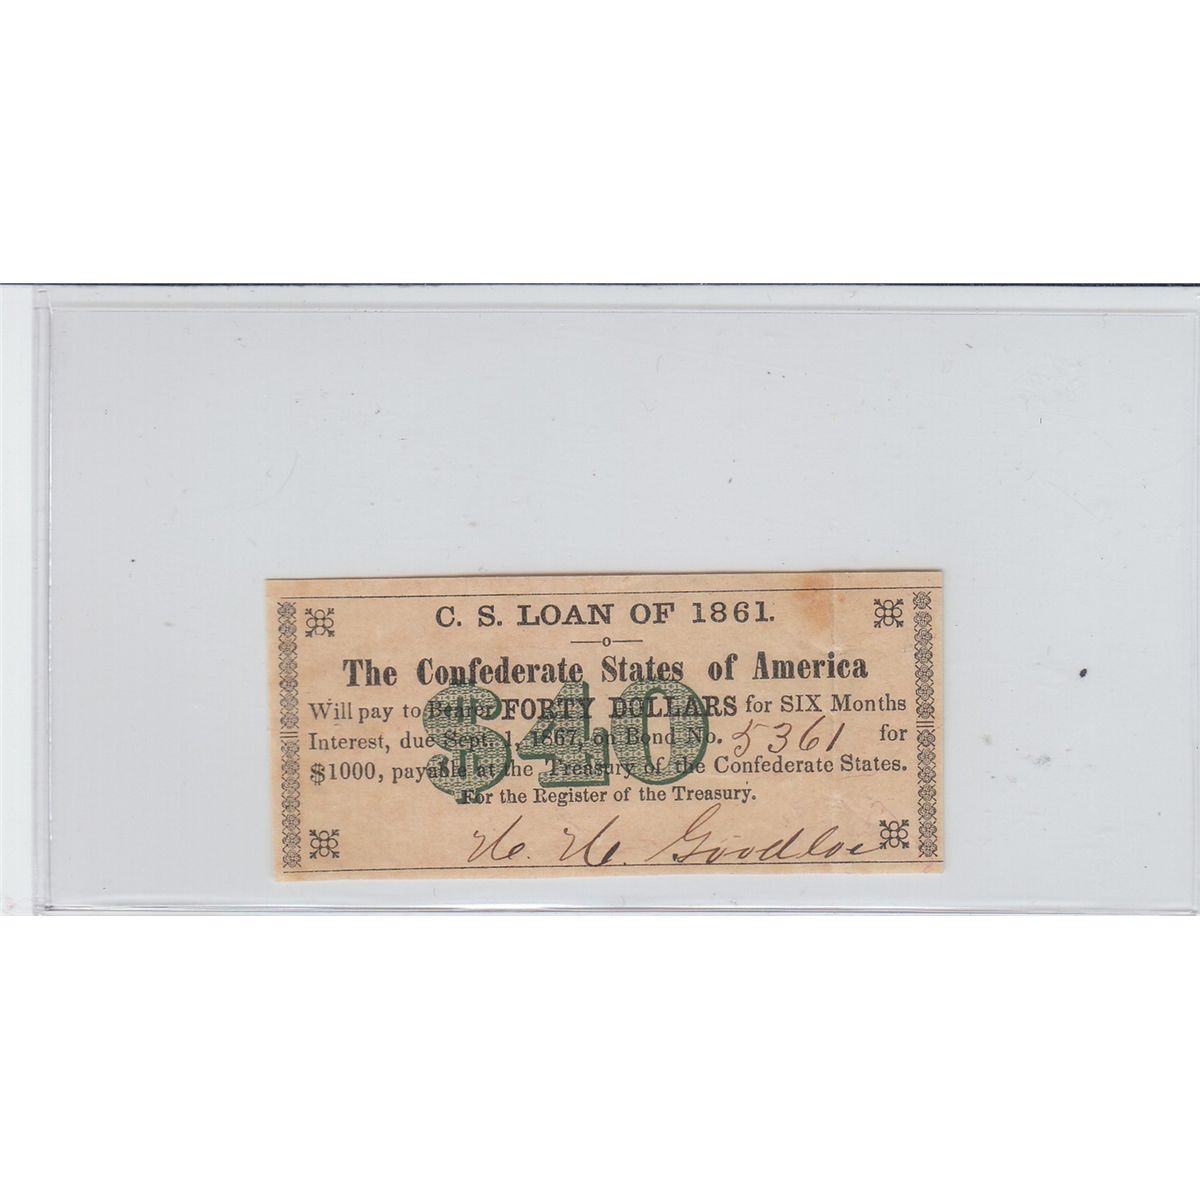 C. S. LOAN OF 1861.
—o—
The Confederate States of America
Will pay to Bearer FORTY DOLLARS for SIX Months
Interest, due Sept. 1, 1867, on Bond No. 5361 for
$1000, payable at the Treasury of the Confederate States.
$40
For the Register of the Treasury.
Goodloe